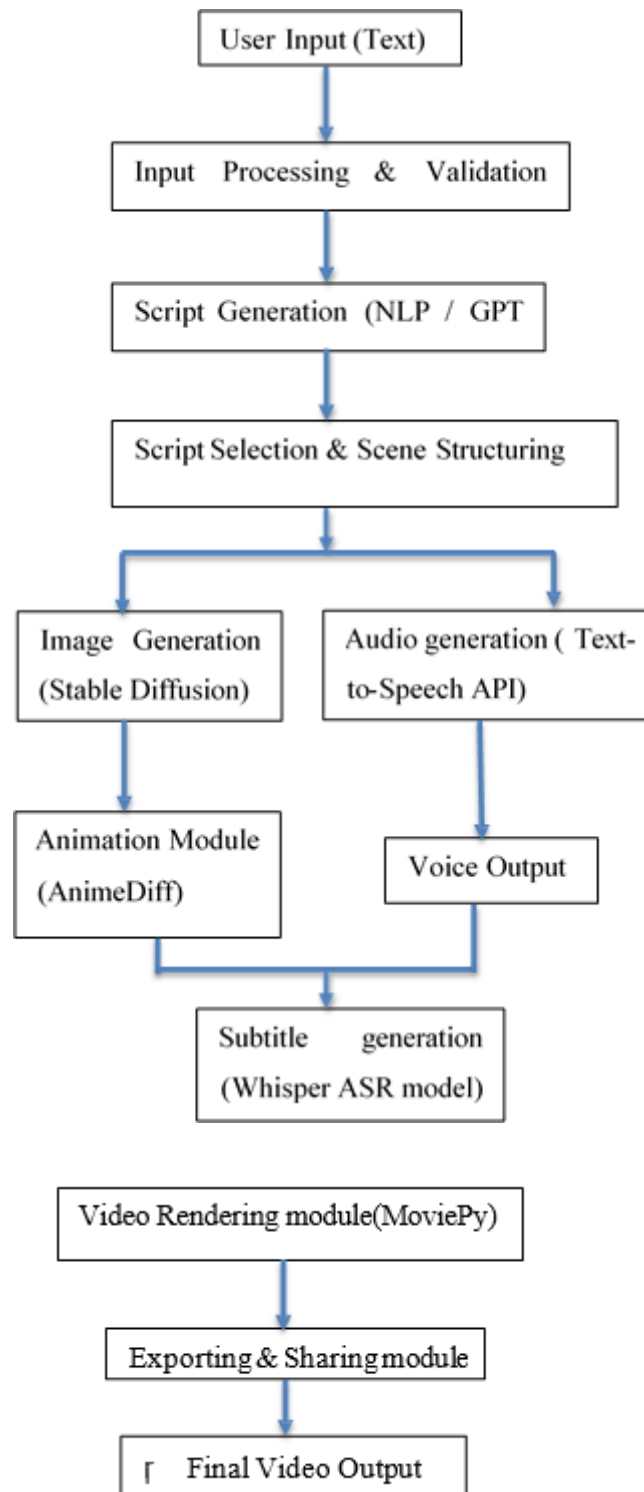 User Input (Text)
Input Processing & Validation
Script Generation (NLP / GPT
Script Selection & Scene Structuring
Image Generation
(Stable Diffusion)
Audio generation ( Text-
to-Speech API)
Animation Module
(AnimeDiff)
Voice Output
Subtitle generation
(Whisper ASR model)
Video Rendering module(MoviePy)
Exporting & Sharing module
Final Video Output